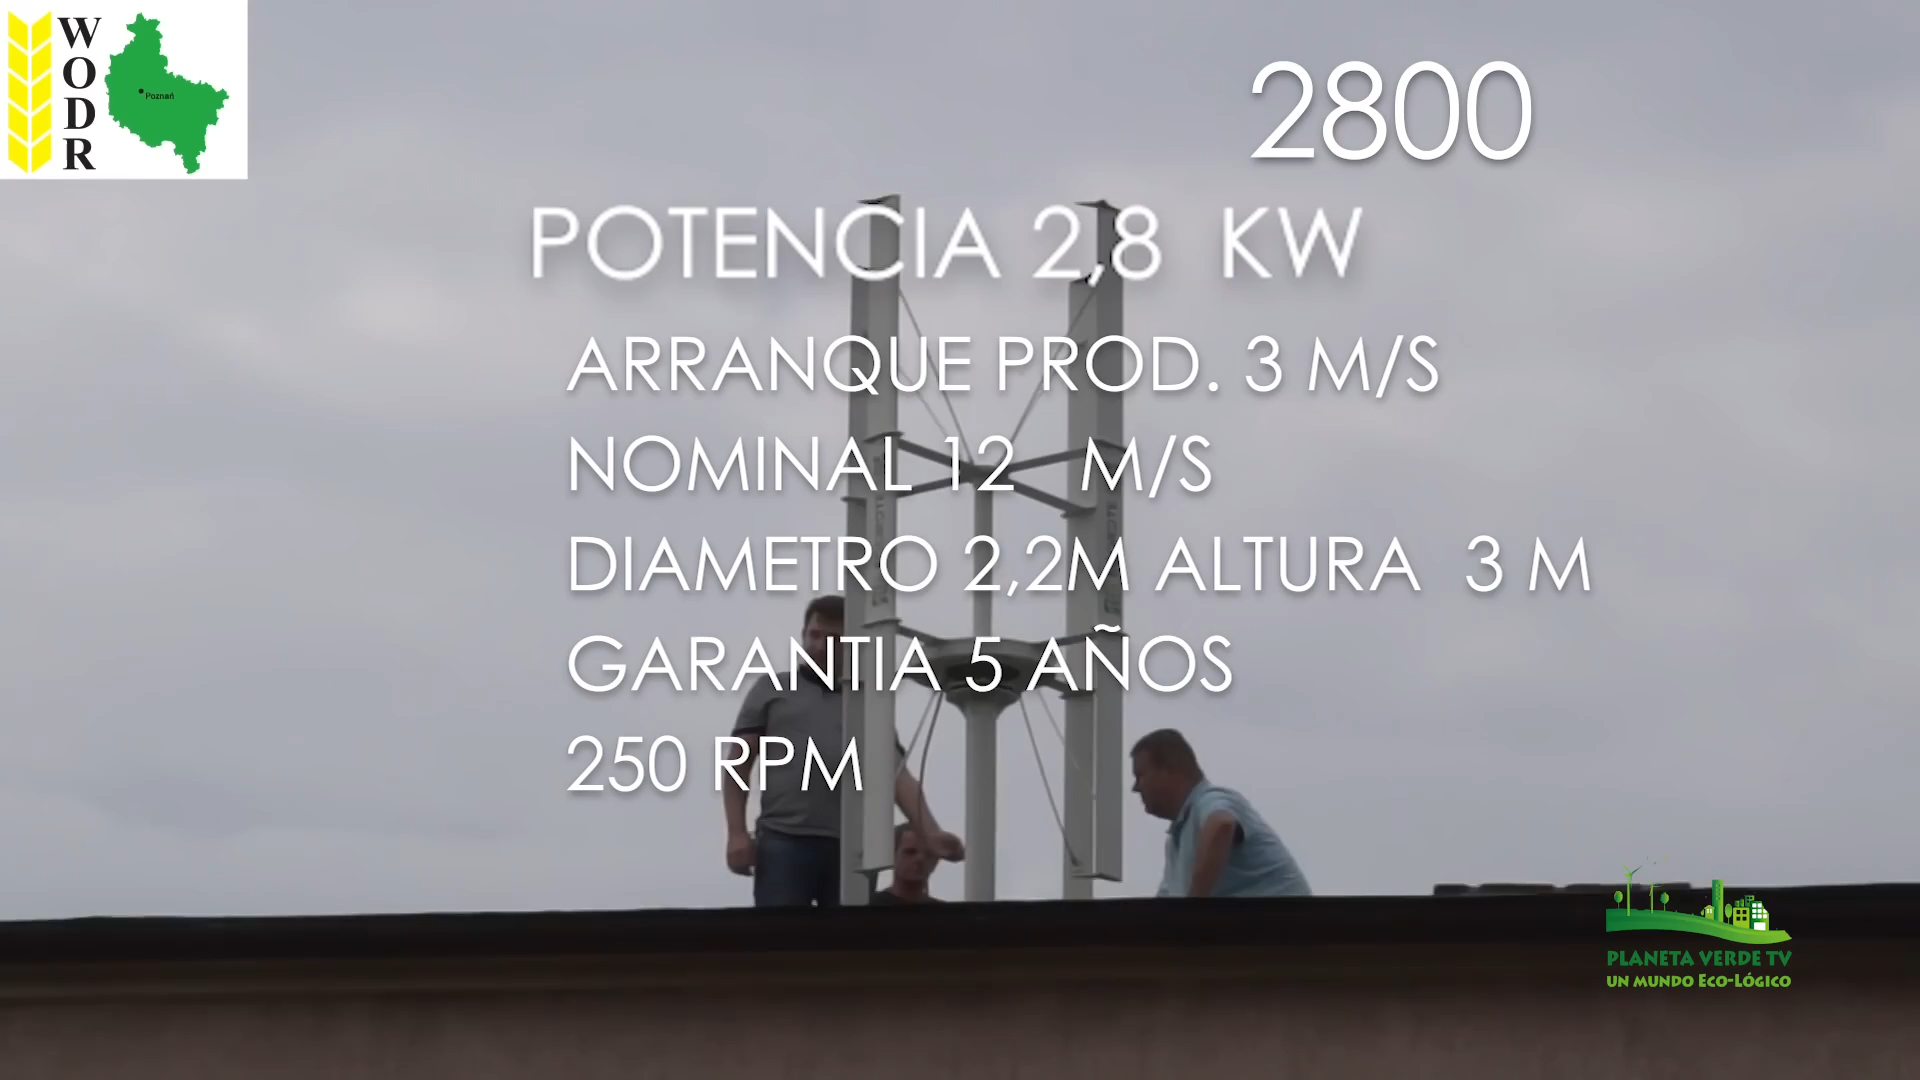 WODR
Poznań
2800
POTENCIA 2,8 KW
ARRANQUE PROD. 3 M/S
NOMINAL 12 M/S
DIAMETRO 2,2M ALTURA 3 M
GARANTIA 5 AÑOS
250 RPM
PLANETA VERDE TV
UN MUNDO ECO-LÓGICO